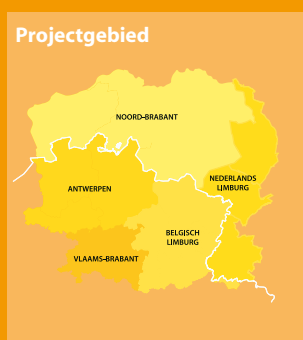 Projectgebied
NOORD-BRABANT
NEDERLANDS
LIMBURG
ANTWERPEN
BELGISCH
LIMBURG
VLAAMS-BRABANT